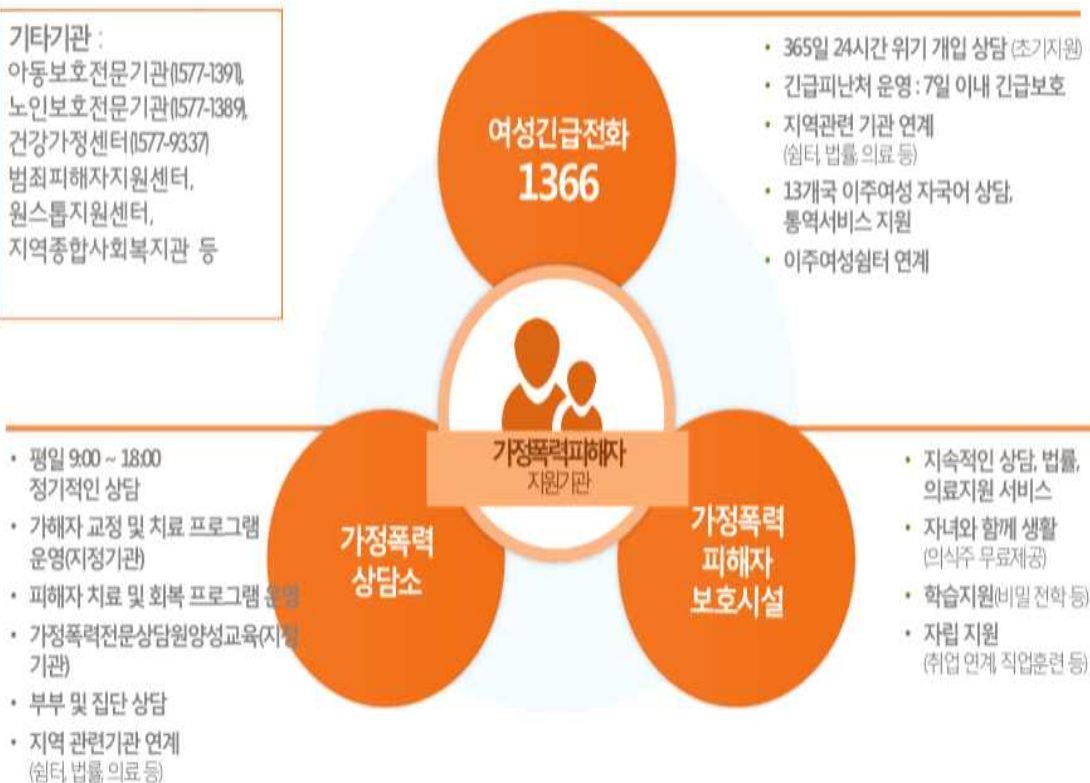 기타기관 :
아동보호전문기관(1577-1391),
노인보호전문기관(1577-1389),
건강가정센터(1577-9337)
범죄피해자지원센터,
원스톱지원센터,
지역종합사회복지관 등
여성긴급전화
1366
• 365일 24시간 위기 개입 상담 (초기지원)
• 긴급피난처 운영 : 7일 이내 긴급보호
• 지역관련 기관 연계
(쉼터, 법률, 의료 등)
• 13개국 이주여성 자국어 상담,
통역서비스 지원
• 이주여성쉼터 연계
가정폭력피해자
지원기관
• 평일 9:00 ~ 18:00
정기적인 상담
• 가해자 교정 및 치료 프로그램
운영(지정기관)
• 피해자 치료 및 회복 프로그램 운영
• 가정폭력전문상담원양성교육(지정
기관)
• 부부 및 집단 상담
• 지역 관련기관 연계
(쉼터, 법률, 의료 등)
가정폭력
상담소
가정폭력
피해자
보호시설
• 지속적인 상담, 법률,
의료지원 서비스
• 자녀와 함께 생활
(의식주 무료제공)
• 학습지원(비밀 전학 등)
• 자립 지원
(취업 연계, 직업훈련 등)